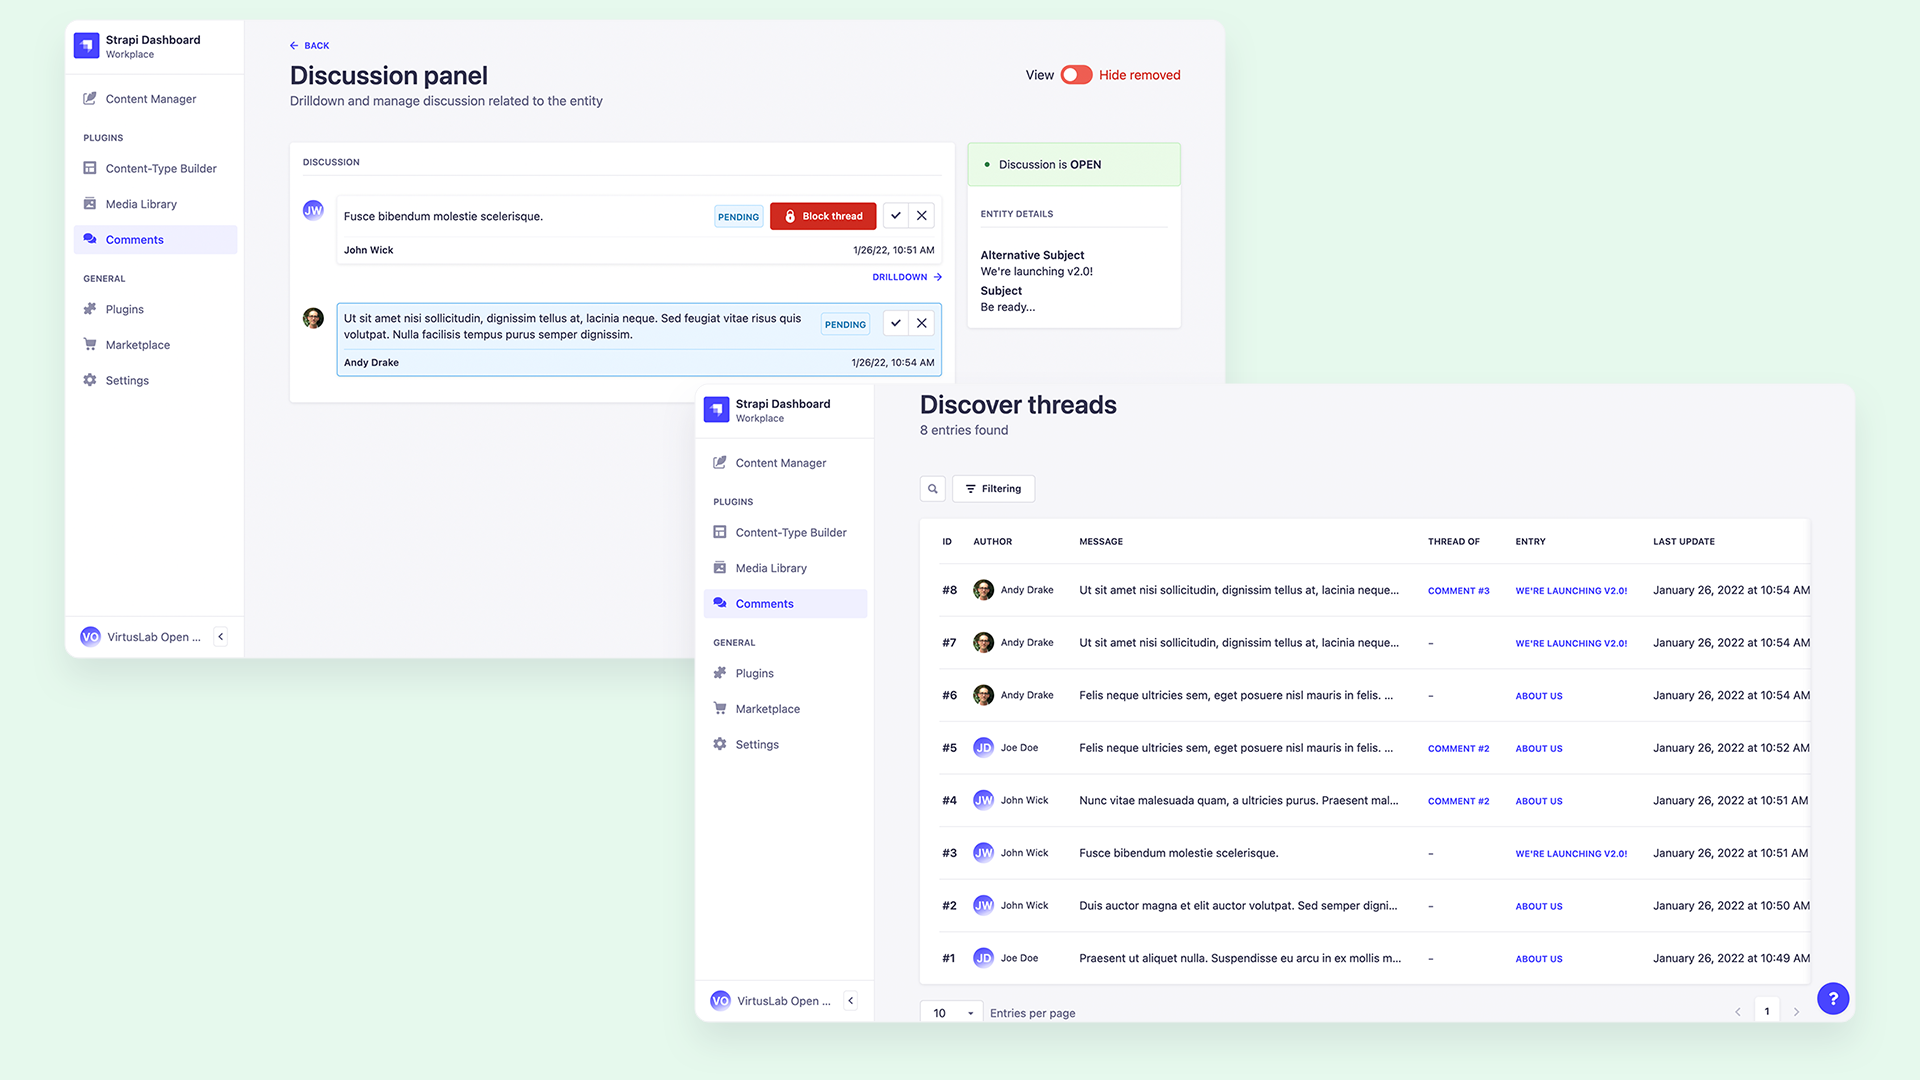 Strapi Dashboard
Workplace
Content Manager
PLUGINS
Content-Type Builder
Media Library
Comments
GENERAL
Plugins
Marketplace
Settings
VO VirtusLab Open ...
BACK
Discussion panel
Drilldown and manage discussion related to the entity
View Hide removed
DISCUSSION
JW Fusce bibendum molestie scelerisque. PENDING Block thread
John Wick 1/26/22, 10:51 AM
DRILLDOWN
Ut sit amet nisi sollicitudin, dignissim tellus at, lacinia neque. Sed feugiat vitae risus quis
volutpat. Nulla facilisis tempus purus semper dignissim.
PENDING
Andy Drake 1/26/22, 10:54 AM
Discussion is OPEN
ENTITY DETAILS
Alternative Subject
We're launching v2.0!
Subject
Be ready...
Strapi Dashboard
Workplace
Content Manager
PLUGINS
Content-Type Builder
Media Library
Comments
GENERAL
Plugins
Marketplace
Settings
VO VirtusLab Open ...
Discover threads
8 entries found
Filtering
ID AUTHOR MESSAGE THREAD OF ENTRY LAST UPDATE
#8 Andy Drake Ut sit amet nisi sollicitudin, dignissim tellus at, lacinia neque... COMMENT #3 WE'RE LAUNCHING V2.0! January 26, 2022 at 10:54 AM
#7 Andy Drake Ut sit amet nisi sollicitudin, dignissim tellus at, lacinia neque... - WE'RE LAUNCHING V2.0! January 26, 2022 at 10:54 AM
#6 Andy Drake Felis neque ultricies sem, eget posuere nisl mauris in felis. ... - ABOUT US January 26, 2022 at 10:54 AM
#5 JD Joe Doe Felis neque ultricies sem, eget posuere nisl mauris in felis. ... COMMENT #2 ABOUT US January 26, 2022 at 10:52 AM
#4 JW John Wick Nunc vitae malesuada quam, a ultricies purus. Praesent mal... COMMENT #2 ABOUT US January 26, 2022 at 10:51 AM
#3 JW John Wick Fusce bibendum molestie scelerisque. - WE'RE LAUNCHING V2.0! January 26, 2022 at 10:51 AM
#2 JW John Wick Duis auctor magna et elit auctor volutpat. Sed semper digni... - ABOUT US January 26, 2022 at 10:50 AM
#1 JD Joe Doe Praesent ut aliquet nulla. Suspendisse eu arcu in ex mollis m... - ABOUT US January 26, 2022 at 10:49 AM
10 Entries per page 1 ?